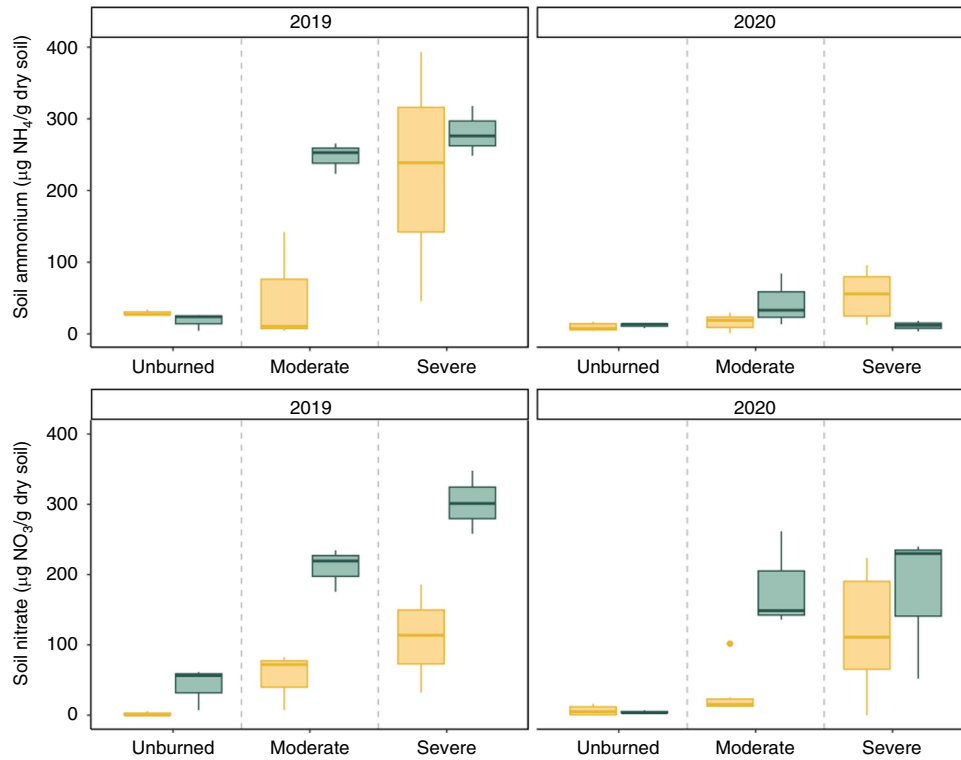 2019
2020
Soil ammonium (μg NH₄/g dry soil)
400
300
200
100
0
Unburned Moderate Severe
Unburned Moderate Severe
2019
2020
Soil nitrate (μg NO₃/g dry soil)
400
300
200
100
0
Unburned Moderate Severe
Unburned Moderate Severe